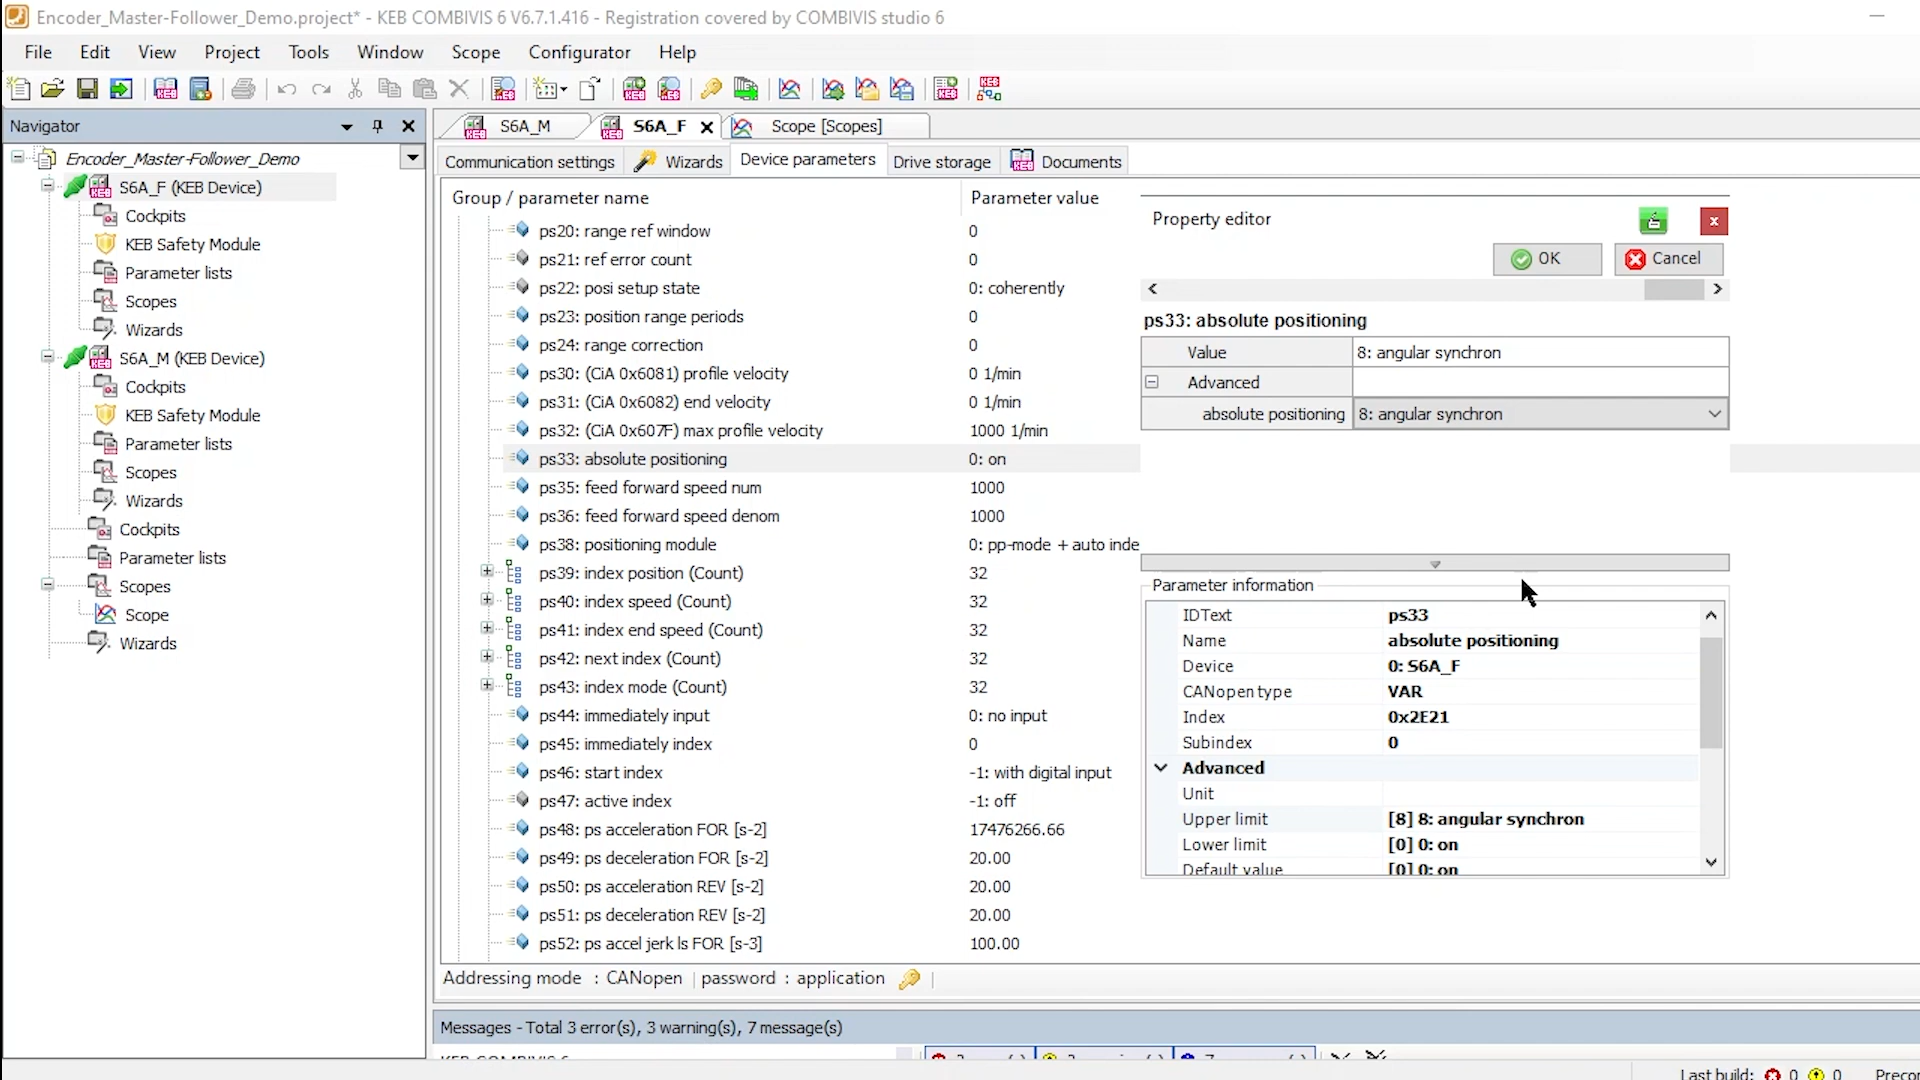 Encoder_Master-Follower_Demo.project* - KEB COMBIVIS 6 V6.7.1.416 - Registration covered by COMBIVIS studio 6
File Edit View Project Tools Window Scope Configurator Help
Navigator
Encoder_Master-Follower_Demo
S6A_F (KEB Device)
Cockpits
KEB Safety Module
Parameter lists
Scopes
Wizards
S6A_M (KEB Device)
Cockpits
KEB Safety Module
Parameter lists
Scopes
Wizards
Cockpits
Parameter lists
Scopes
Scope
Wizards
S6A_M S6A_F Scope [Scopes]
Communication settings Wizards Device parameters Drive storage Documents
Group / parameter name Parameter value
ps20: range ref window 0
ps21: ref error count 0
ps22: posi setup state 0: coherently
ps23: position range periods 0
ps24: range correction 0
ps30: (CiA 0x6081) profile velocity 0 1/min
ps31: (CiA 0x6082) end velocity 0 1/min
ps32: (CiA 0x607F) max profile velocity 1000 1/min
ps33: absolute positioning 0: on
ps35: feed forward speed num 1000
ps36: feed forward speed denom 1000
ps38: positioning module 0: pp-mode + auto inde
ps39: index position (Count) 32
ps40: index speed (Count) 32
ps41: index end speed (Count) 32
ps42: next index (Count) 32
ps43: index mode (Count) 32
ps44: immediately input 0: no input
ps45: immediately index 0
ps46: start index -1: with digital input
ps47: active index -1: off
ps48: ps acceleration FOR [s-2] 17476266.66
ps49: ps deceleration FOR [s-2] 20.00
ps50: ps acceleration REV [s-2] 20.00
ps51: ps deceleration REV [s-2] 20.00
ps52: ps accel jerk ls FOR [s-3] 100.00
Property editor
OK Cancel
ps33: absolute positioning
Value 8: angular synchron
Advanced
absolute positioning 8: angular synchron
Parameter information
IDText ps33
Name absolute positioning
Device 0: S6A_F
CANopen type VAR
Index 0x2E21
Subindex 0
Advanced
Unit
Upper limit [8] 8: angular synchron
Lower limit [0] 0: on
Default value [0] 0: on
Addressing mode : CANopen | password : application
Messages - Total 3 error(s), 3 warning(s), 7 message(s)
KEB COMBIVIS 6
Last build: 0 0 Precor